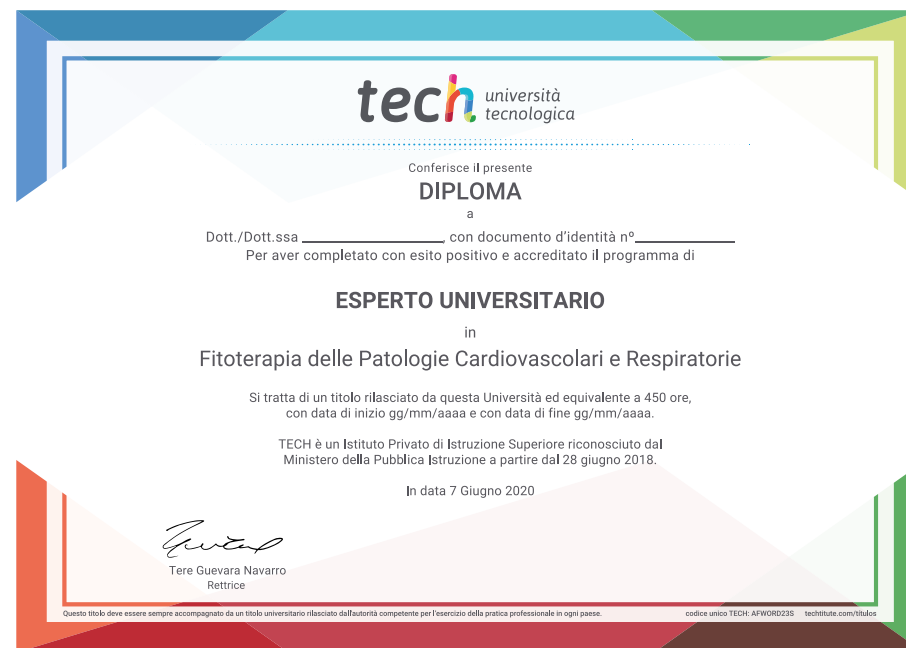 tech università
tecnologica
Conferisce il presente
DIPLOMA
a
Dott./Dott.ssa ________________, con documento d'identità nº____________
Per aver completato con esito positivo e accreditato il programma di
ESPERTO UNIVERSITARIO
in
Fitoterapia delle Patologie Cardiovascolari e Respiratorie
Si tratta di un titolo rilasciato da questa Università ed equivalente a 450 ore,
con data di inizio gg/mm/aaaa e con data di fine gg/mm/aaaa.
TECH è un Istituto Privato di Istruzione Superiore riconosciuto dal
Ministero della Pubblica Istruzione a partire dal 28 giugno 2018.
In data 7 Giugno 2020
Tere Guevara Navarro
Rettrice
Questo titolo deve essere sempre accompagnato da un titolo universitario rilasciato dall'autorità competente per l'esercizio della pratica professionale in ogni paese. codice unico TECH: AFWORD23S techtitute.com/titulos